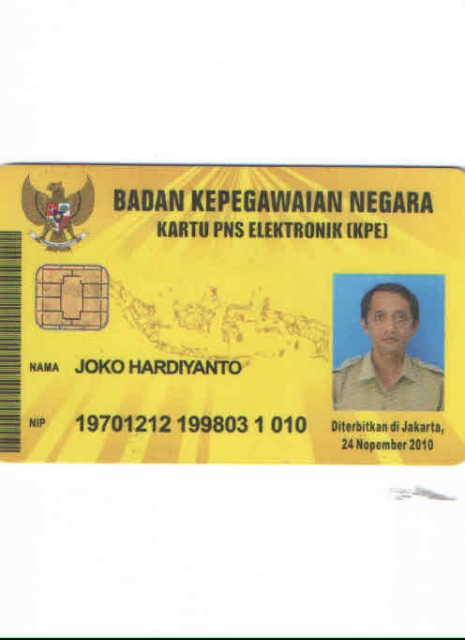 BADAN KEPEGAWAIAN NEGARA
KARTU PNS ELEKTRONIK (KPE)
NAMA JOKO HARDIYANTO
NIP 19701212 199803 1 010
Diterbitkan di Jakarta,
24 Nopember 2010